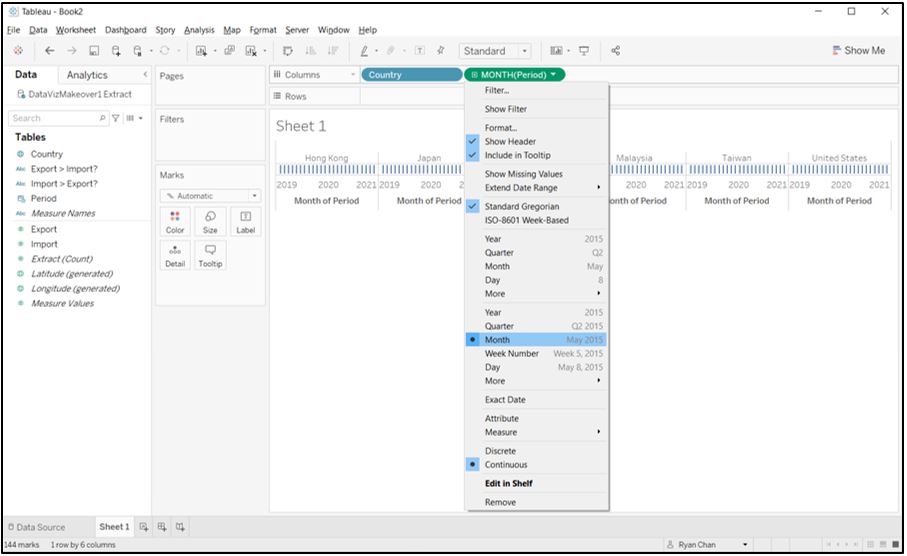 Tableau - Book2
File Data Worksheet Dashboard Story Analysis Map Format Server Window Help
Standard
Show Me
Data Analytics
DataVizMakeover1 Extract
Search
Tables
Country
Export > Import?
Import > Export?
Period
Measure Names
Export
Import
Extract (Count)
Latitude (generated)
Longitude (generated)
Measure Values
Pages
Filters
Marks
Automatic
Color Size Label
Detail Tooltip
Columns Country MONTH(Period)
Rows
Sheet 1
Hong Kong Japan Malaysia Taiwan United States
2019 2020 2021 2019 2020 2 2020 2021 2019 2020 2021 2019 2020 2021
Month of Period Month of Period onth of Period Month of Period Month of Period
Filter...
Show Filter
Format...
Show Header
Include in Tooltip
Show Missing Values
Extend Date Range
Standard Gregorian
ISO-8601 Week-Based
Year 2015
Quarter Q2
Month May
Day 8
More
Year 2015
Quarter Q2 2015
Month May 2015
Week Number Week 5, 2015
Day May 8, 2015
More
Exact Date
Attribute
Measure
Discrete
Continuous
Edit in Shelf
Remove
Data Source Sheet 1
144 marks 1 row by 6 columns Ryan Chan